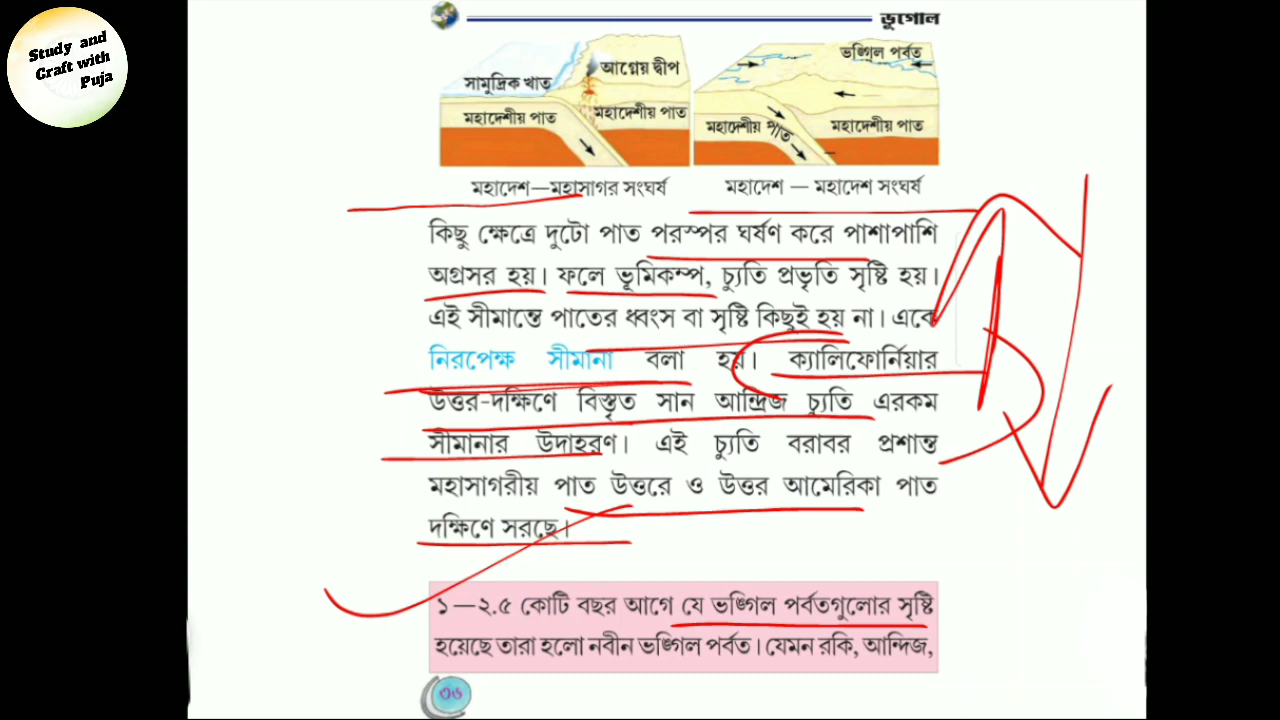 Study and
Craft with
Puja
ভূগোল
সামুদ্রিক খাত
আগ্নেয় দ্বীপ
মহাদেশীয় পাত
মহাদেশীয় পাত
ভঙ্গিল পর্বত
মহাদেশীয় পাত
মহাদেশীয় পাত
মহাদেশ—মহাসাগর সংঘর্ষ
মহাদেশ — মহাদেশ সংঘর্ষ
কিছু ক্ষেত্রে দুটো পাত পরস্পর ঘর্ষণ করে পাশাপাশি
অগ্রসর হয়। ফলে ভূমিকম্প, চ্যুতি প্রভৃতি সৃষ্টি হয়।
এই সীমান্তে পাতের ধ্বংস বা সৃষ্টি কিছুই হয় না। একে
নিরপেক্ষ সীমানা বলা হয়। ক্যালিফোর্নিয়ার
উত্তর-দক্ষিণে বিস্তৃত সান আন্দ্রিজ চ্যুতি এরকম
সীমানার উদাহরণ। এই চ্যুতি বরাবর প্রশান্ত
মহাসাগরীয় পাত উত্তরে ও উত্তর আমেরিকা পাত
দক্ষিণে সরছে।
১—২.৫ কোটি বছর আগে যে ভঙ্গিল পর্বতগুলোর সৃষ্টি
হয়েছে তারা হলো নবীন ভঙ্গিল পর্বত। যেমন রকি, আন্দিজ,
৩৬